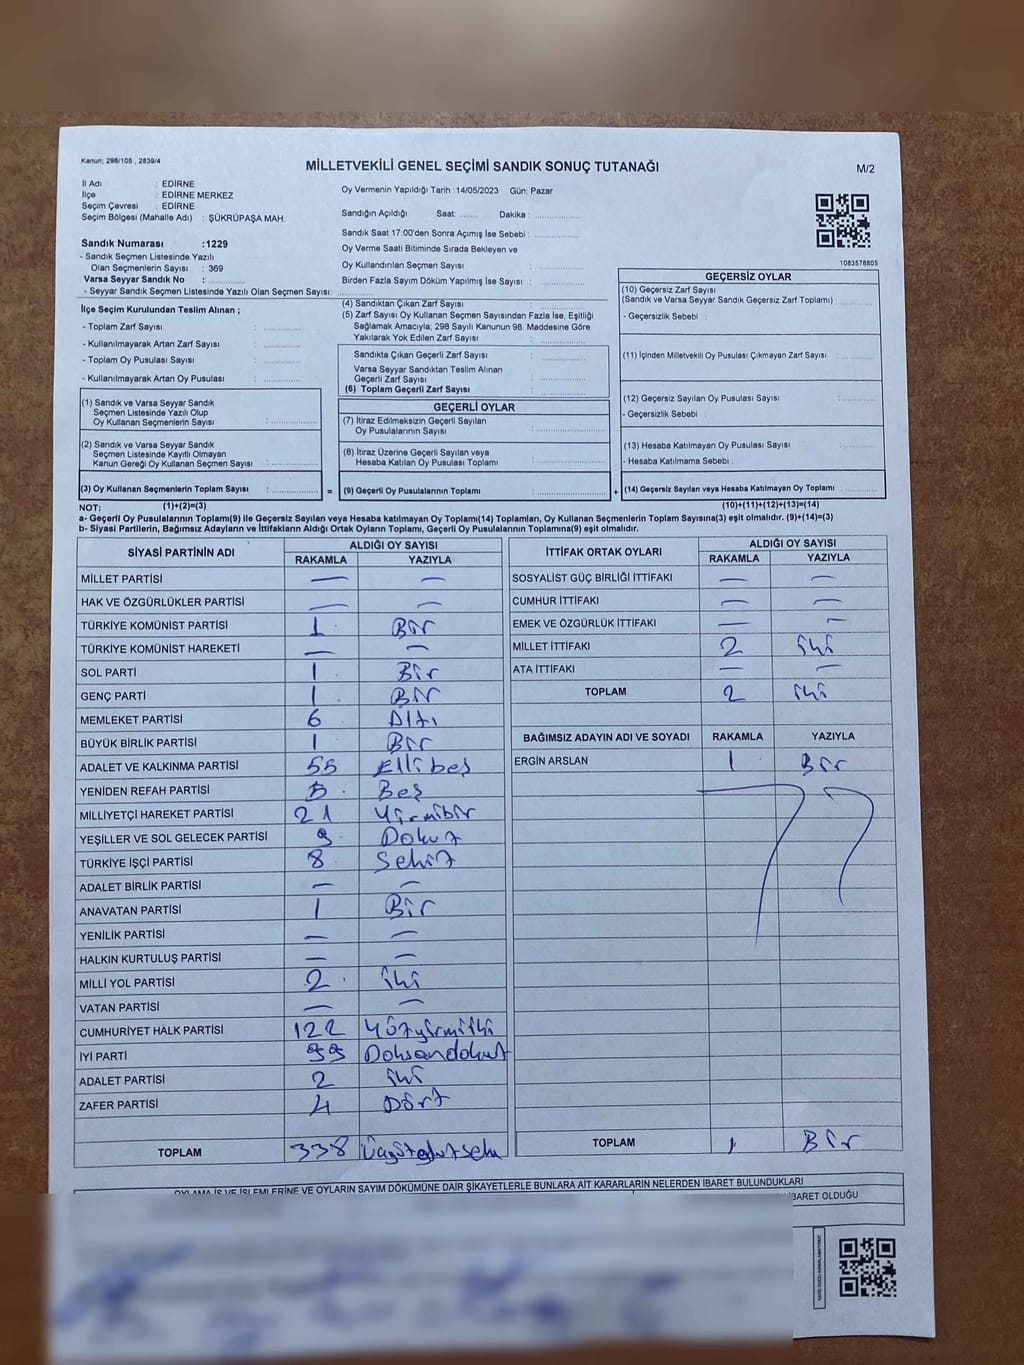 Kanun: 298/105 , 2839/4
MİLLETVEKİLİ GENEL SEÇİMİ SANDIK SONUÇ TUTANAĞI
M/2
İl Adı : EDİRNE
İlçe : EDİRNE MERKEZ
Seçim Çevresi : EDİRNE
Seçim Bölgesi (Mahalle Adı) : ŞÜKRÜPAŞA MAH.
Sandık Numarası :1229
- Sandık Seçmen Listesinde Yazılı
Olan Seçmenlerin Sayısı : 369
Varsa Seyyar Sandık No :
- Seyyar Sandık Seçmen Listesinde Yazılı Olan Seçmen Sayısı:
Oy Vermenin Yapıldığı Tarih :14/05/2023 Gün: Pazar
Sandığın Açıldığı Saat: Dakika :
Sandık Saat 17:00'den Sonra Açımış İse Sebebi :
Oy Verme Saati Bitiminde Sırada Bekleyen ve
Oy Kullandırılan Seçmen Sayısı :
Birden Fazla Sayım Döküm Yapılmış İse Sayısı :
1083578805
İlçe Seçim Kurulundan Teslim Alınan ;
- Toplam Zarf Sayısı :
- Kullanılmayarak Artan Zarf Sayısı :
- Toplam Oy Pusulası Sayısı :
- Kullanılmayarak Artan Oy Pusulası :
(4) Sandıktan Çıkan Zarf Sayısı :
(5) Zarf Sayısı Oy Kullanan Seçmen Sayısından Fazla İse, Eşitliği
Sağlamak Amacıyla; 298 Sayılı Kanunun 98. Maddesine Göre
Yakılarak Yok Edilen Zarf Sayısı :
Sandıkta Çıkan Geçerli Zarf Sayısı :
Varsa Seyyar Sandıktan Teslim Alınan
Geçerli Zarf Sayısı :
(6) Toplam Geçerli Zarf Sayısı :
GEÇERSİZ OYLAR
(10) Geçersiz Zarf Sayısı
(Sandık ve Varsa Seyyar Sandık Geçersiz Zarf Toplamı) :
- Geçersizlik Sebebi :
(11) İçinden Milletvekili Oy Pusulası Çıkmayan Zarf Sayısı :
(12) Geçersiz Sayılan Oy Pusulası Sayısı :
- Geçersizlik Sebebi :
(13) Hesaba Katılmayan Oy Pusulası Sayısı :
- Hesaba Katılmama Sebebi :
(1) Sandık ve Varsa Seyyar Sandık
Seçmen Listesinde Yazılı Olup
Oy Kullanan Seçmenlerin Sayısı :
(2) Sandık ve Varsa Seyyar Sandık
Seçmen Listesinde Kayıtlı Olmayan
Kanun Gereği Oy Kullanan Seçmen Sayısı :
GEÇERLİ OYLAR
(7) İtiraz Edilmeksizin Geçerli Sayılan
Oy Pusulalarının Sayısı :
(8) İtiraz Üzerine Geçerli Sayılan veya
Hesaba Katılan Oy Pusulası Toplamı :
(3) Oy Kullanan Seçmenlerin Toplam Sayısı : = (9) Geçerli Oy Pusulalarının Toplamı : + (14) Geçersiz Sayılan veya Hesaba Katılmayan Oy Toplamı :
NOT: (1)+(2)=(3) (10)+(11)+(12)+(13)=(14)
a- Geçerli Oy Pusulalarının Toplamı(9) ile Geçersiz Sayılan veya Hesaba katılmayan Oy Toplamı(14) Toplamları, Oy Kullanan Seçmenlerin Toplam Sayısına(3) eşit olmalıdır. (9)+(14)=(3)
b- Siyasi Partilerin, Bağımsız Adayların ve İttifakların Aldığı Ortak Oyların Toplamı, Geçerli Oy Pusulalarının Toplamına(9) eşit olmalıdır.
SİYASİ PARTİNİN ADI ALDIĞI OY SAYISI
RAKAMLA YAZIYLA
MİLLET PARTİSİ — —
HAK VE ÖZGÜRLÜKLER PARTİSİ — —
TÜRKİYE KOMÜNİST PARTİSİ 1 Bir
TÜRKİYE KOMÜNİST HAREKETİ — —
SOL PARTİ 1 Bir
GENÇ PARTİ 1 Bir
MEMLEKET PARTİSİ 6 Altı
BÜYÜK BİRLİK PARTİSİ 1 Bir
ADALET VE KALKINMA PARTİSİ 55 Ellibeş
YENİDEN REFAH PARTİSİ 5 Beş
MİLLİYETÇİ HAREKET PARTİSİ 21 Yirmibir
YEŞİLLER VE SOL GELECEK PARTİSİ 9 Dokuz
TÜRKİYE İŞÇİ PARTİSİ 8 Sekiz
ADALET BİRLİK PARTİSİ — —
ANAVATAN PARTİSİ 1 Bir
YENİLİK PARTİSİ — —
HALKIN KURTULUŞ PARTİSİ — —
MİLLİ YOL PARTİSİ 2 iki
VATAN PARTİSİ — —
CUMHURİYET HALK PARTİSİ 122 Yüzyirmiiki
İYİ PARTİ 99 Doksandokuz
ADALET PARTİSİ 2 iki
ZAFER PARTİSİ 4 Dört
TOPLAM 338
İTTİFAK ORTAK OYLARI ALDIĞI OY SAYISI
RAKAMLA YAZIYLA
SOSYALİST GÜÇ BİRLİĞİ İTTİFAKI — —
CUMHUR İTTİFAKI — —
EMEK VE ÖZGÜRLÜK İTTİFAKI — —
MİLLET İTTİFAKI 2 iki
ATA İTTİFAKI — —
TOPLAM 2 iki
BAĞIMSIZ ADAYIN ADI VE SOYADI RAKAMLA YAZIYLA
ERGİN ARSLAN 1 Bir
TOPLAM 1 Bir
OYLAMA İŞ VE İŞLEMLERİNE VE OYLARIN SAYIM DÖKÜMÜNE DAİR ŞİKAYETLERLE BUNLARA AİT KARARLARIN NELERDEN İBARET BULUNDUKLARI
İBARET OLDUĞU